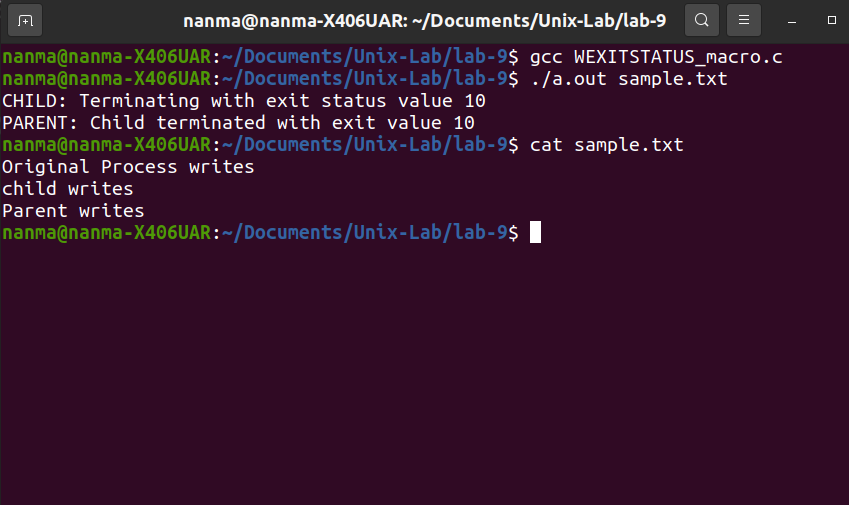 nanma@nanma-X406UAR: ~/Documents/Unix-Lab/lab-9
nanma@nanma-X406UAR:~/Documents/Unix-Lab/lab-9$ gcc WEXITSTATUS_macro.c
nanma@nanma-X406UAR:~/Documents/Unix-Lab/lab-9$ ./a.out sample.txt
CHILD: Terminating with exit status value 10
PARENT: Child terminated with exit value 10
nanma@nanma-X406UAR:~/Documents/Unix-Lab/lab-9$ cat sample.txt
Original Process writes
child writes
Parent writes
nanma@nanma-X406UAR:~/Documents/Unix-Lab/lab-9$